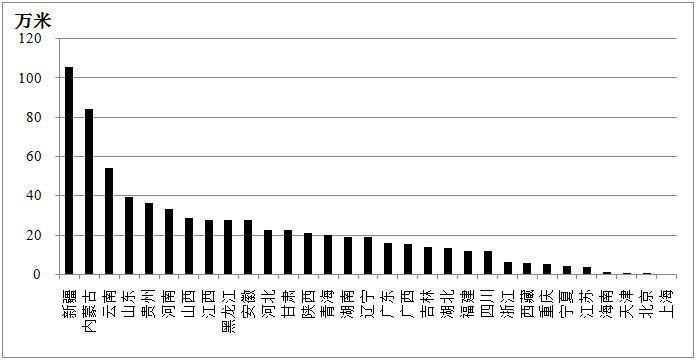 万米
120
100
80
60
40
20
0
新疆
内蒙古
云南
山东
贵州
河南
山西
江西
黑龙江
安徽
河北
甘肃
陕西
青海
湖南
辽宁
广东
广西
吉林
湖北
福建
四川
浙江
西藏
重庆
宁夏
江苏
海南
天津
北京
上海